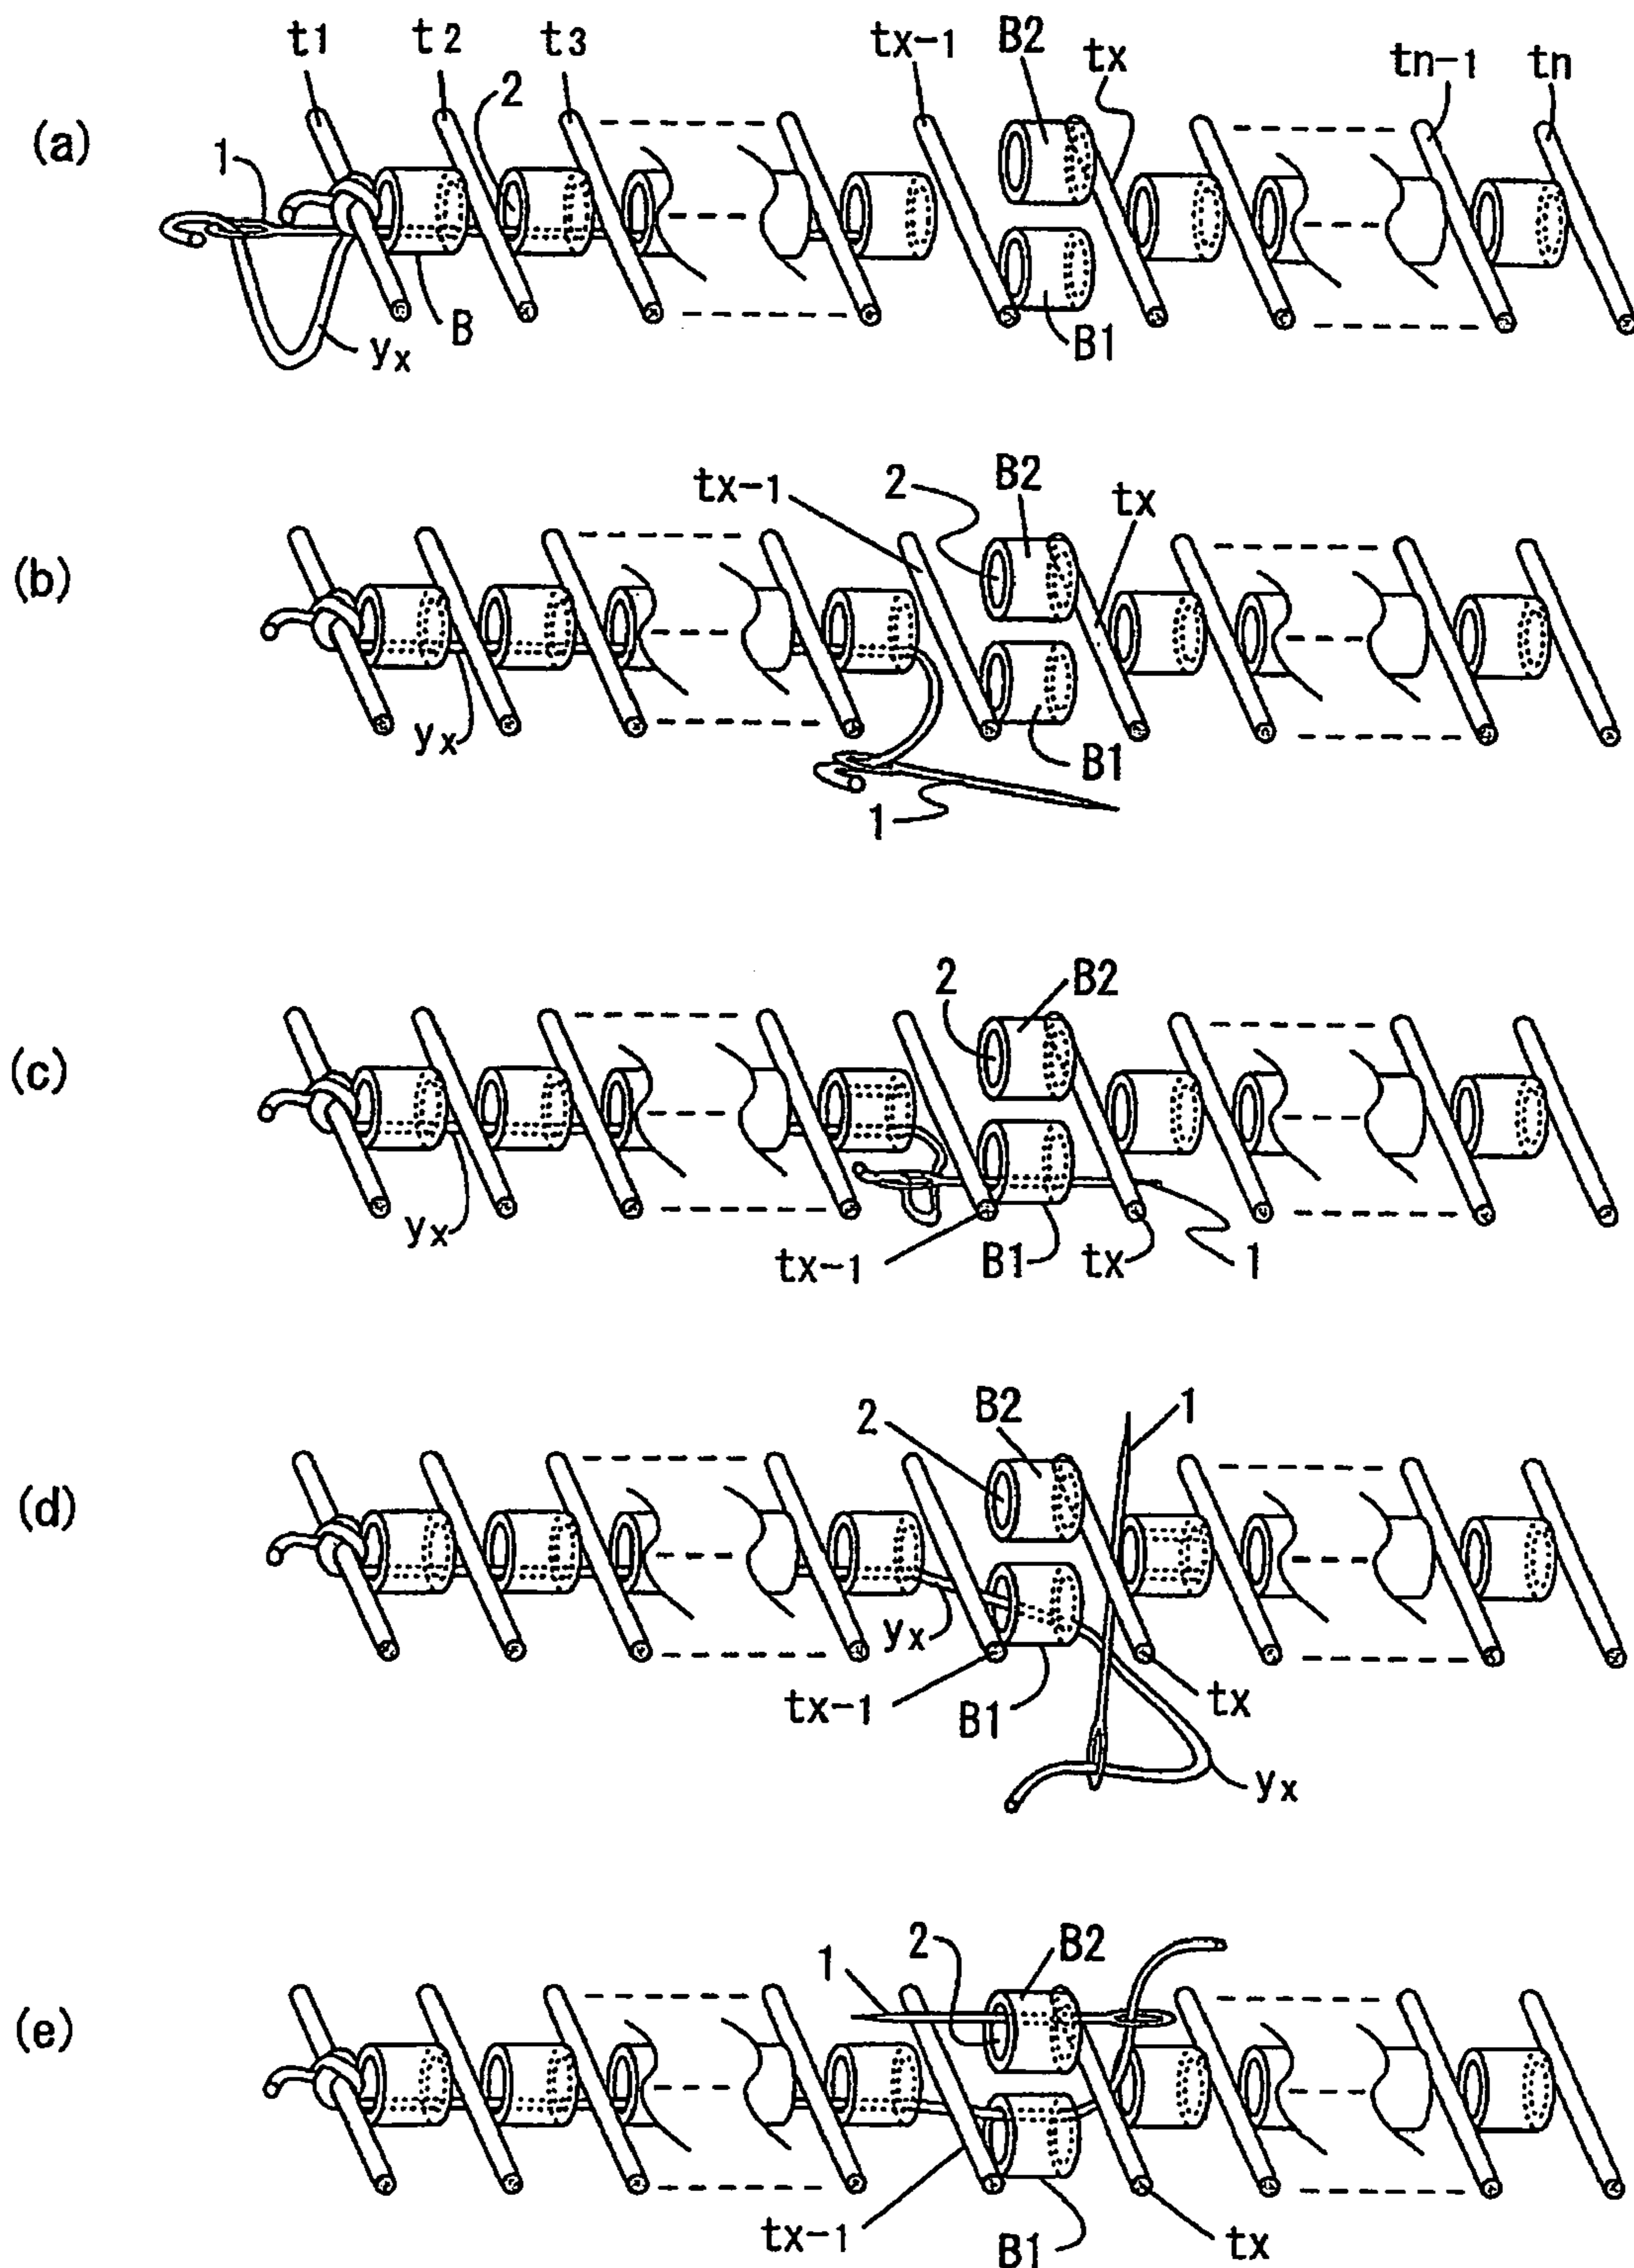 t1 t2 t3 tx-1 B2 tx tn-1 tn
2
(a)
1
B B1
yx
(b)
tx-1 2 B2 tx
yx
B1
1
(c)
2 B2
yx
tx-1 B1 tx 1
(d)
2 B2 1
yx
tx-1 B1 tx
yx
(e)
1 2 B2
tx-1 B1 tx